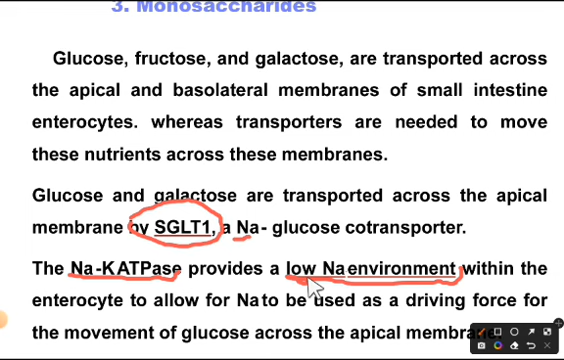 3. Monosaccharides
Glucose, fructose, and galactose, are transported across
the apical and basolateral membranes of small intestine
enterocytes. whereas transporters are needed to move
these nutrients across these membranes.
Glucose and galactose are transported across the apical
membrane by SGLT1, a Na- glucose cotransporter.
The Na-KATPase provides a low Na environment within the
enterocyte to allow for Na to be used as a driving force for
the movement of glucose across the apical membrane